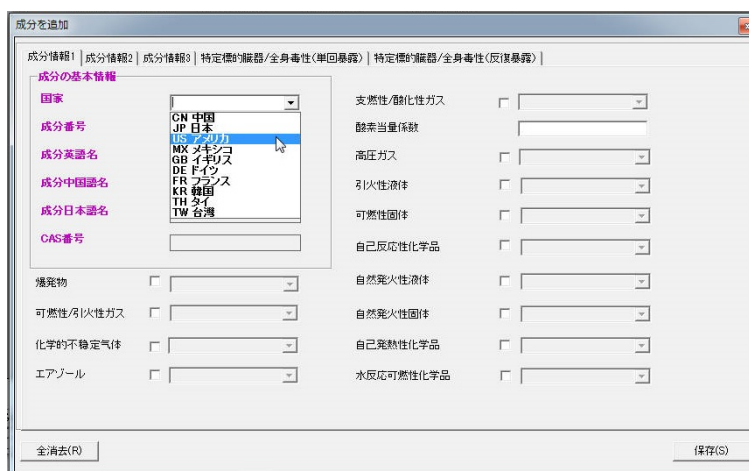 成分を追加
成分情報1 成分情報2 成分情報3 特定標的臓器/全身毒性(単回暴露) 特定標的臓器/全身毒性(反復暴露)
成分の基本情報
国家
CN 中国
JP 日本
US アメリカ
MX メキシコ
GB イギリス
DE ドイツ
FR フランス
KR 韓国
TH タイ
TW 台湾
成分番号
成分英語名
成分中国語名
成分日本語名
CAS番号
爆発物
可燃性/引火性ガス
化学的不稳定气体
エアゾール
支燃性/酸化性ガス
酸素当量係数
高圧ガス
引火性液体
可燃性固体
自己反応性化学品
自然発火性液体
自然発火性固体
自己発熱性化学品
水反応可燃性化学品
全消去(R)
保存(S)